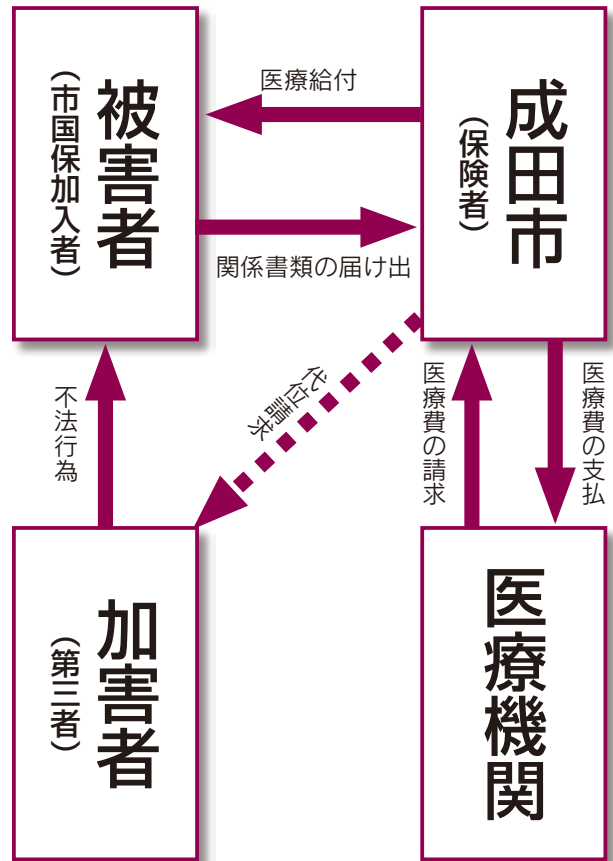 被害者
（市国保加入者）
医療給付
成田市
（保険者）
関係書類の届け出
不法行為
代位請求
医療費の請求
医療費の支払
加害者
（第三者）
医療機関